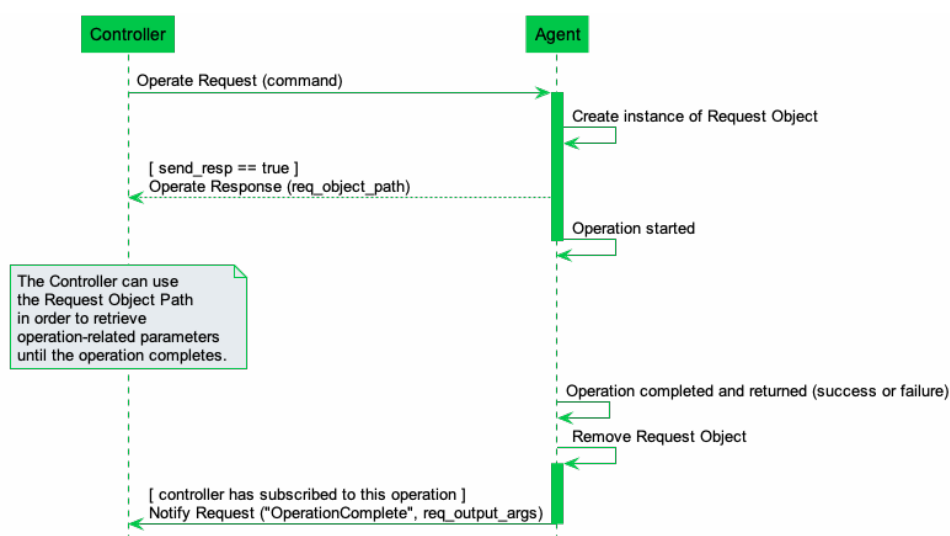 Controller
Agent
Operate Request (command)
Create instance of Request Object
[ send_resp == true ]
Operate Response (req_object_path)
Operation started
The Controller can use
the Request Object Path
in order to retrieve
operation-related parameters
until the operation completes.
Operation completed and returned (success or failure)
Remove Request Object
[ controller has subscribed to this operation ]
Notify Request ("OperationComplete", req_output_args)